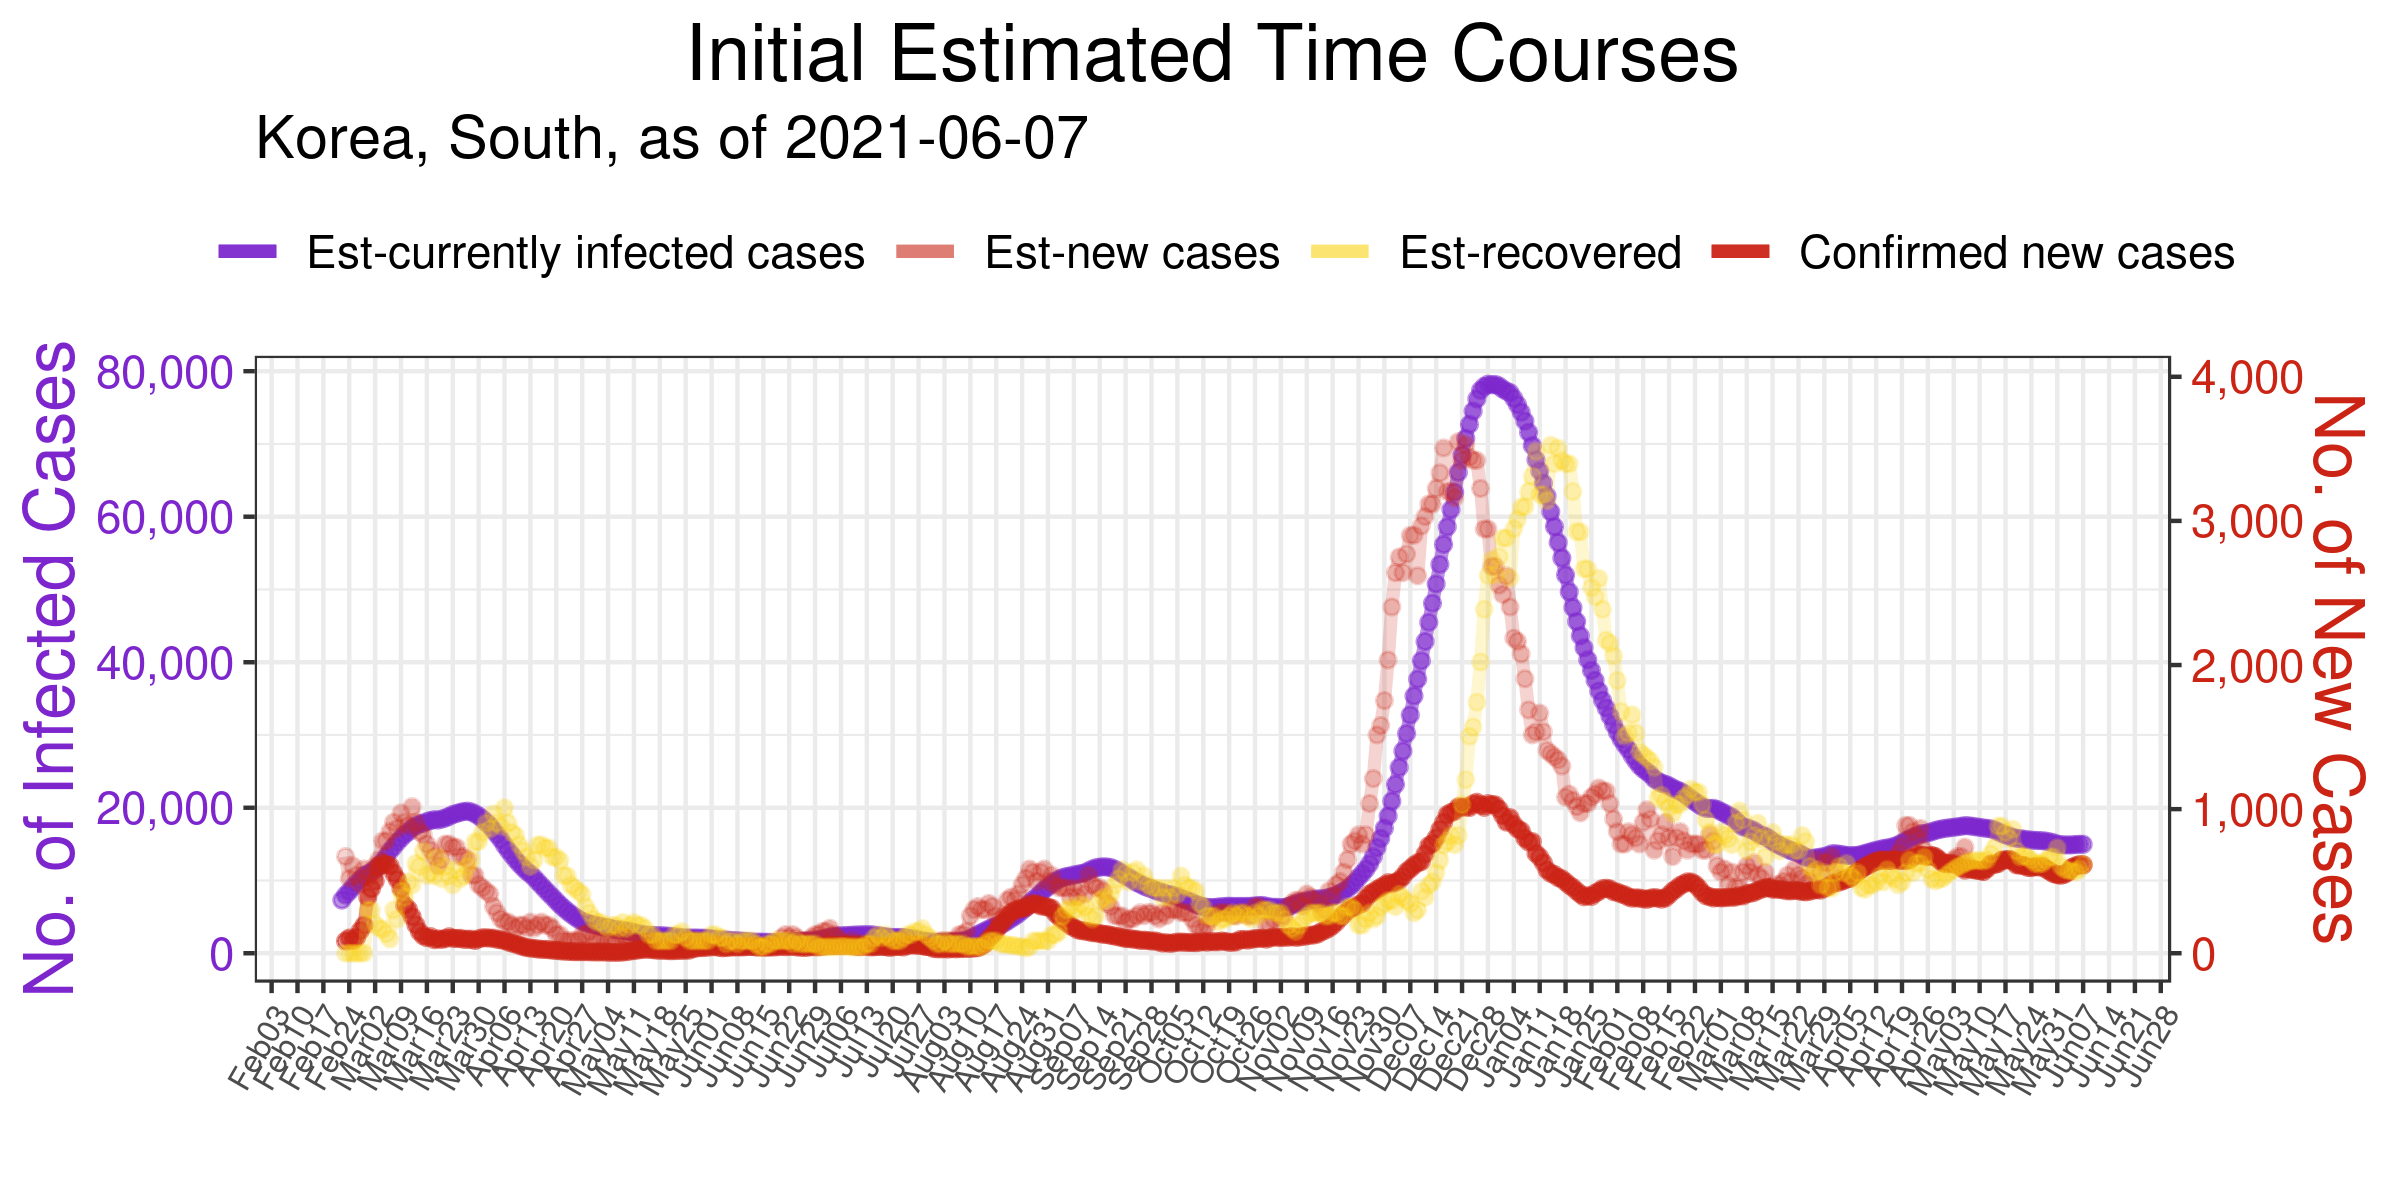 Initial Estimated Time Courses
Korea, South, as of 2021-06-07
Est-currently infected cases
Est-new cases
Est-recovered
Confirmed new cases
No. of Infected Cases
80,000
60,000
40,000
20,000
0
4,000
3,000
2,000
1,000
0
No. of New Cases
Feb03
Feb10
Feb17
Feb24
Mar02
Mar09
Mar16
Mar23
Mar30
Apr06
Apr13
Apr20
Apr27
May04
May11
May18
May25
Jun01
Jun08
Jun15
Jun22
Jun29
Jul06
Jul13
Jul20
Jul27
Aug03
Aug10
Aug17
Aug24
Aug31
Sep07
Sep14
Sep21
Sep28
Oct05
Oct12
Oct19
Oct26
Nov02
Nov09
Nov16
Nov23
Nov30
Dec07
Dec14
Dec21
Dec28
Jan04
Jan11
Jan18
Jan25
Feb01
Feb08
Feb15
Feb22
Mar01
Mar08
Mar15
Mar22
Mar29
Apr05
Apr12
Apr19
Apr26
May03
May10
May17
May24
May31
Jun07
Jun14
Jun21
Jun28